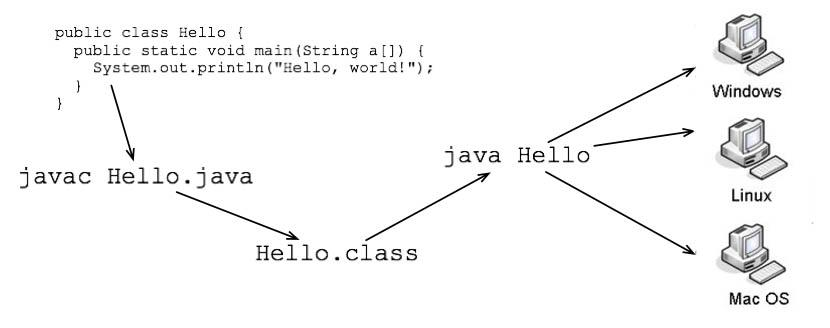 public class Hello {
  public static void main(String a[]) {
    System.out.println("Hello, world!");
  }
}
javac Hello.java
Hello.class
java Hello
Windows
Linux
Mac OS